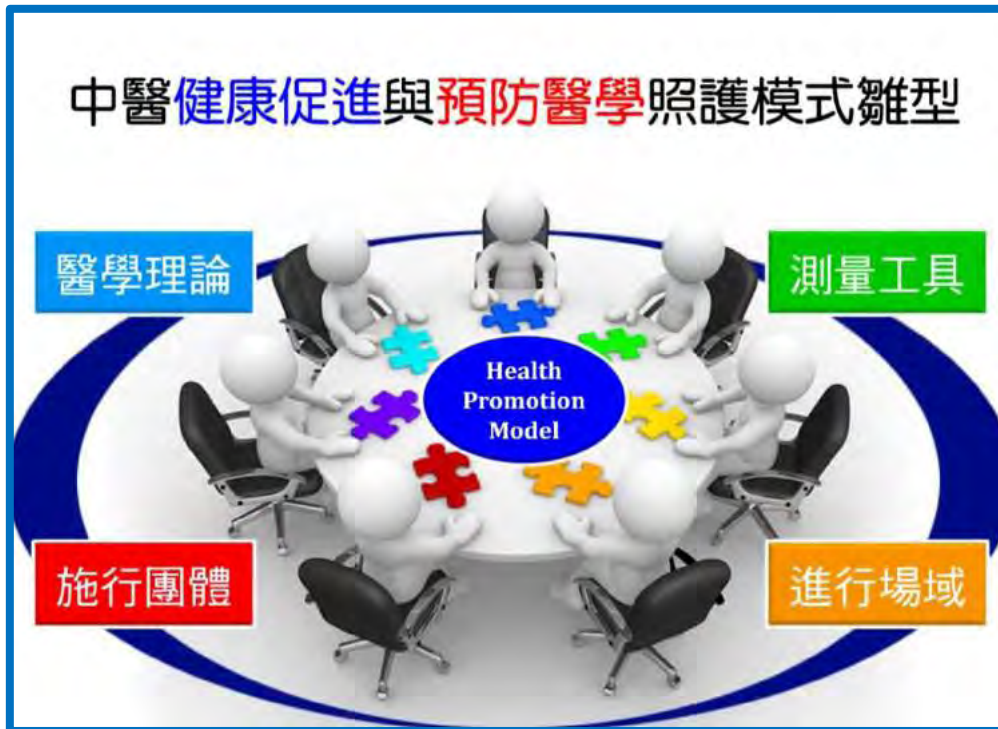 中醫健康促進與預防醫學照護模式雛型
醫學理論
測量工具
Health
Promotion
Model
施行團體
進行場域